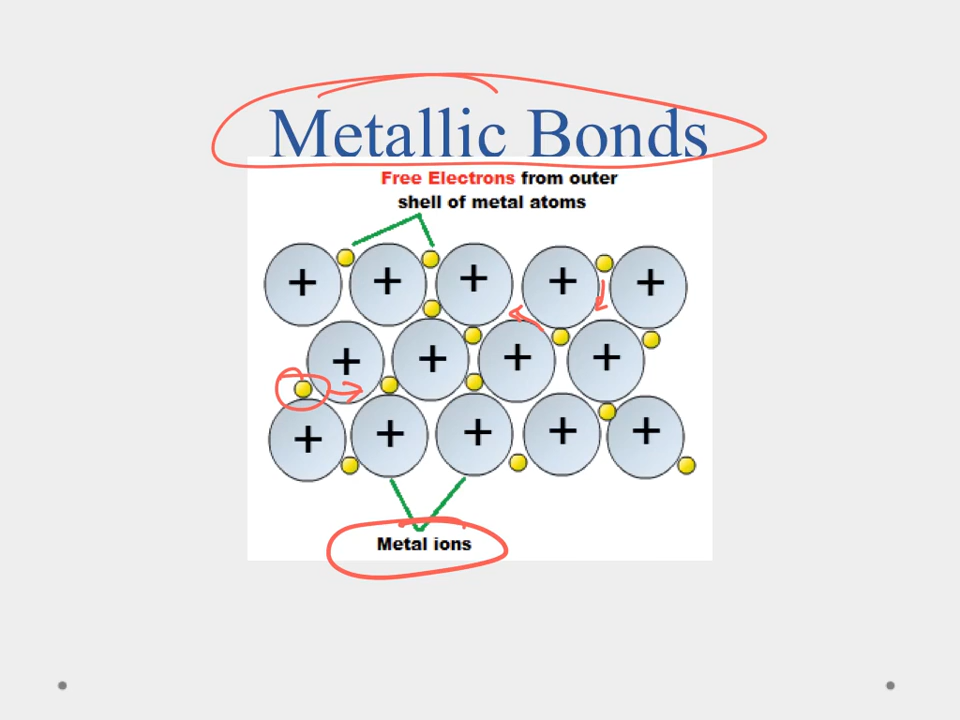 Metallic Bonds
Free Electrons from outer
shell of metal atoms
+ + + + +
+ + + +
+ + + + +
Metal ions